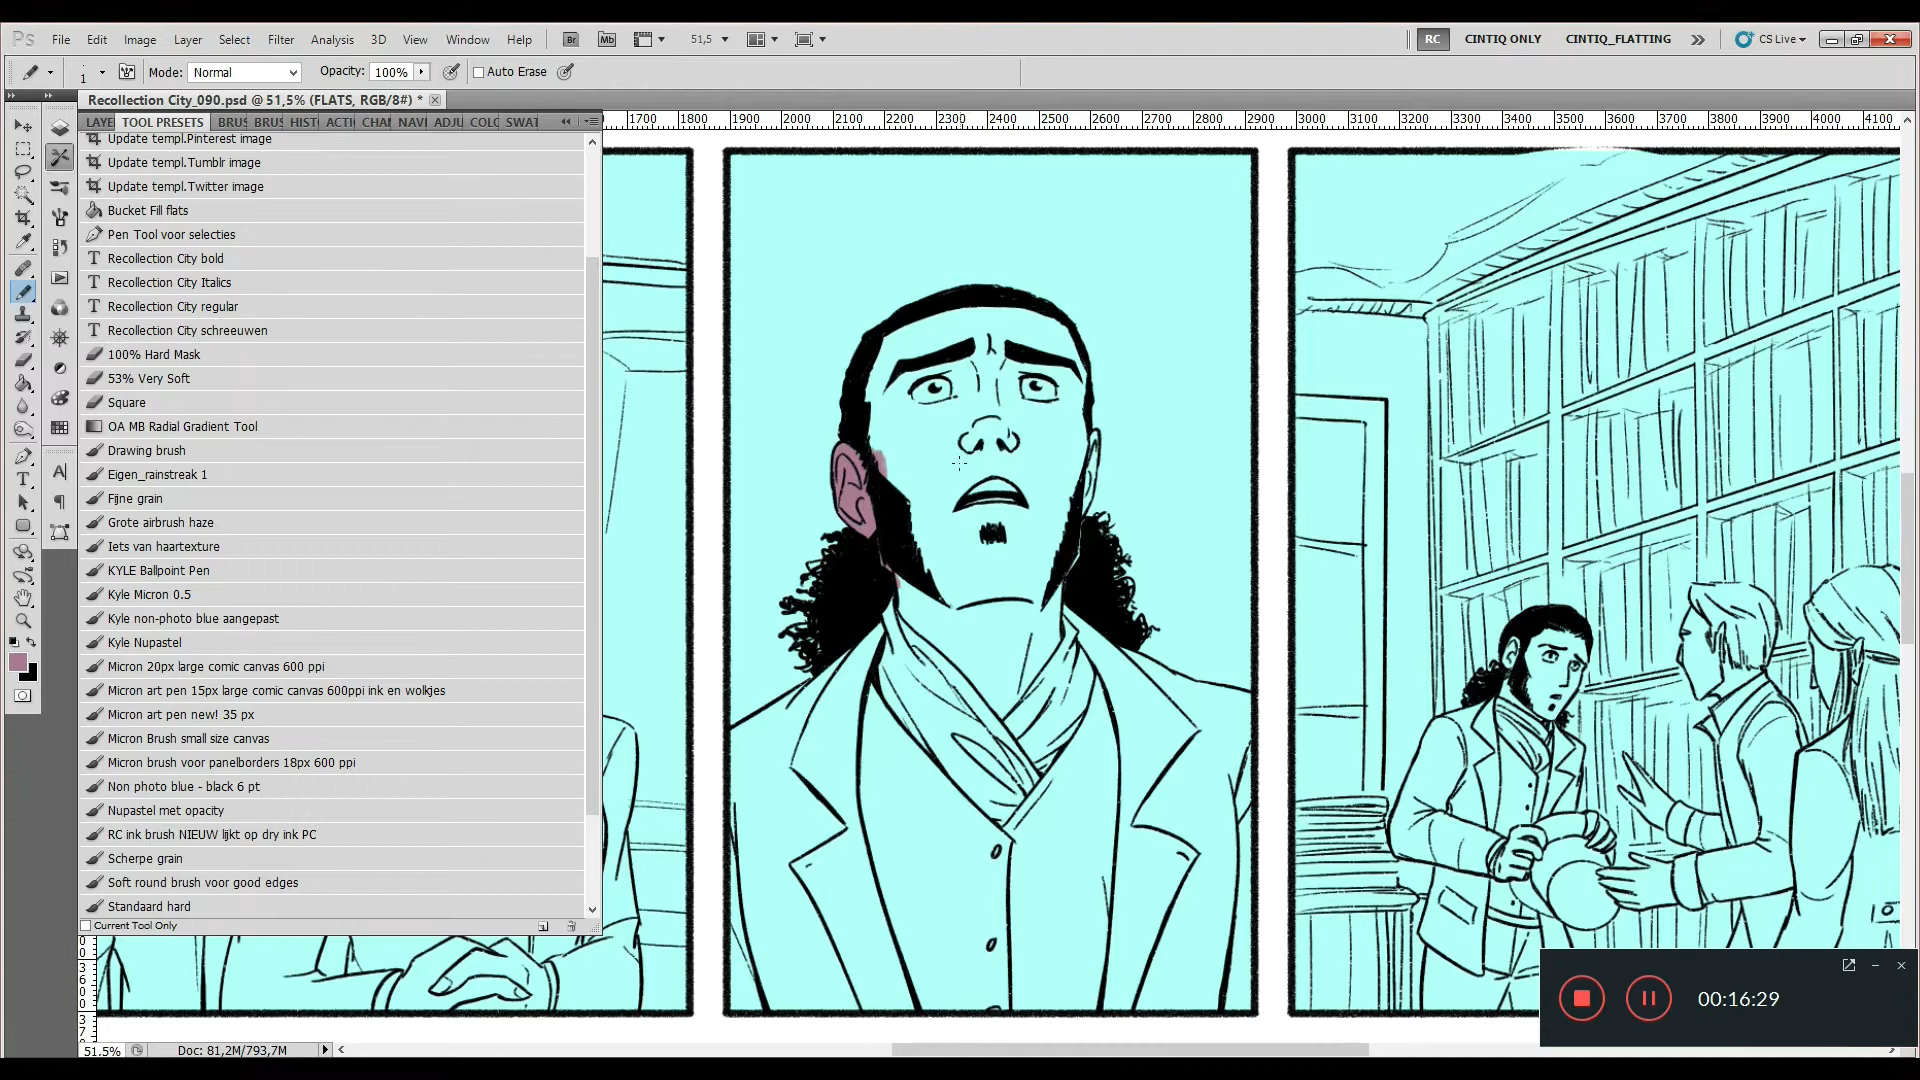 Ps File Edit Image Layer Select Filter Analysis 3D View Window Help Br Mb 51,5 RC CINTIQ ONLY CINTIQ_FLATTING CS Live
1 Mode: Normal Opacity: 100% Auto Erase
Recollection City_090.psd @ 51,5% (FLATS, RGB/8#) *
LAYE TOOL PRESETS BRUS BRUS HIST ACTI CHAN NAVI ADJU COLO SWAT
1700 1800 1900 2000 2100 2200 2300 2400 2500 2600 2700 2800 2900 3000 3100 3200 3300 3400 3500 3600 3700 3800 3900 4000 4100
Update templ.Pinterest image
Update templ.Tumblr image
Update templ.Twitter image
Bucket Fill flats
Pen Tool voor selecties
Recollection City bold
Recollection City Italics
Recollection City regular
Recollection City schreeuwen
100% Hard Mask
53% Very Soft
Square
OA MB Radial Gradient Tool
Drawing brush
Eigen_rainstreak 1
Fijne grain
Grote airbrush haze
Iets van haartexture
KYLE Ballpoint Pen
Kyle Micron 0.5
Kyle non-photo blue aangepast
Kyle Nupastel
Micron 20px large comic canvas 600 ppi
Micron art pen 15px large comic canvas 600ppi ink en wolkjes
Micron art pen new! 35 px
Micron Brush small size canvas
Micron brush voor panelborders 18px 600 ppi
Non photo blue - black 6 pt
Nupastel met opacity
RC ink brush NIEUW lijkt op dry ink PC
Scherpe grain
Soft round brush voor good edges
Standaard hard
Current Tool Only
00:16:29
51.5% Doc: 81,2M/793,7M